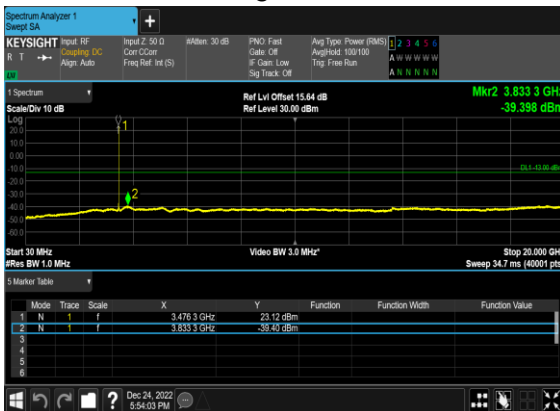 Spectrum Analyzer 1
Swept SA
KEYSIGHT Input: RF Input Z: 50 Ω #Atten: 30 dB PNO: Fast Avg Type: Power (RMS) 1 2 3 4 5 6
R T Coupling: DC Corr CCorr Gate: Off Avg|Hold: 100/100 A W W W W W
Align: Auto Freq Ref: Int (S) IF Gain: Low Trig: Free Run
Sig Track: Off A N N N N N
LV
1 Spectrum Ref Lvl Offset 15.64 dB Mkr2 3.833 3 GHz
Scale/Div 10 dB Ref Level 30.00 dBm -39.398 dBm
Log
20.0
10.0
0.00
-10.0
-20.0
-30.0
-40.0
-50.0
-60.0
1
2
DL1 -13.00 dBm
Start 30 MHz Video BW 3.0 MHz* Stop 20.000 GHz
#Res BW 1.0 MHz Sweep 34.7 ms (40001 pts)
5 Marker Table
Mode Trace Scale X Y Function Function Width Function Value
1 N 1 f 3.476 3 GHz 23.12 dBm
2 N 1 f 3.833 3 GHz -39.40 dBm
3
4
5
6
? Dec 24, 2022
5:54:03 PM